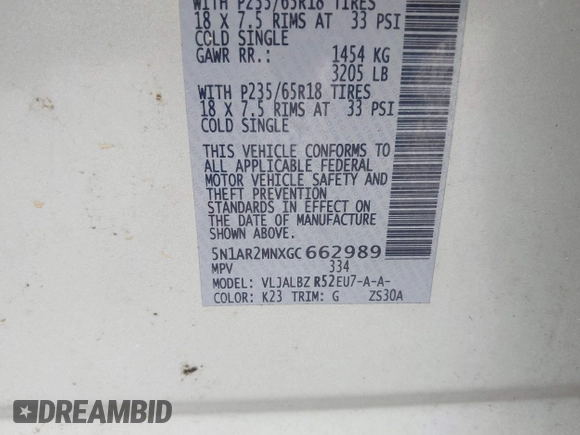 WITH P235/65R18 TIRES
18 X 7.5 RIMS AT 33 PSI
COLD SINGLE
GAWR RR.: 1454 KG
3205 LB
WITH P235/65R18 TIRES
18 X 7.5 RIMS AT 33 PSI
COLD SINGLE
THIS VEHICLE CONFORMS TO
ALL APPLICABLE FEDERAL
MOTOR VEHICLE SAFETY AND
THEFT PREVENTION
STANDARDS IN EFFECT ON
THE DATE OF MANUFACTURE
SHOWN ABOVE.
5N1AR2MNXGC662989
MPV 334
MODEL: VLJALBZ R52EU7-A-A-
COLOR: K23 TRIM: G ZS30A
DREAMBID